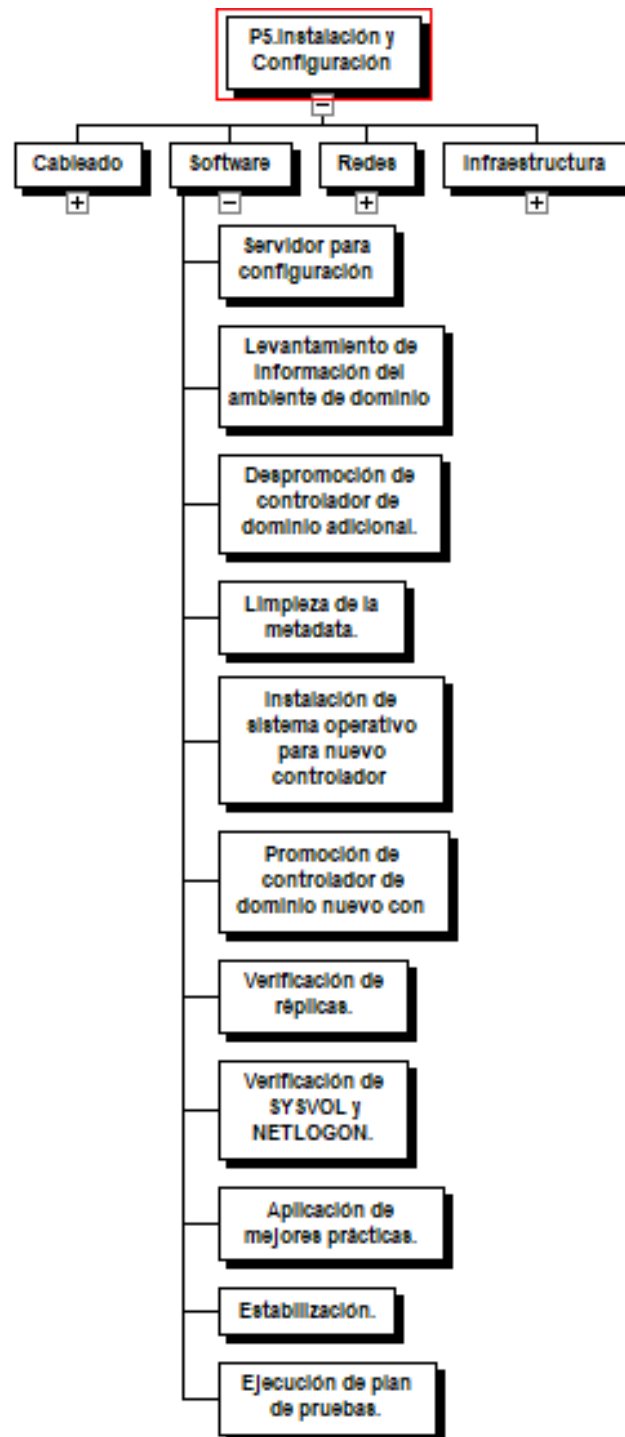 P5.Instalación y
Configuración
Cableado
Software
Redes
Infraestructura
Servidor para
configuración
Levantamiento de
información del
ambiente de dominio
Despromoción de
controlador de
dominio adicional.
Limpieza de la
metadata.
Instalación de
sistema operativo
para nuevo
controlador
Promoción de
controlador de
dominio nuevo con
Verificación de
réplicas.
Verificación de
SYSVOL y
NETLOGON.
Aplicación de
mejores prácticas.
Estabilización.
Ejecución de plan
de pruebas.